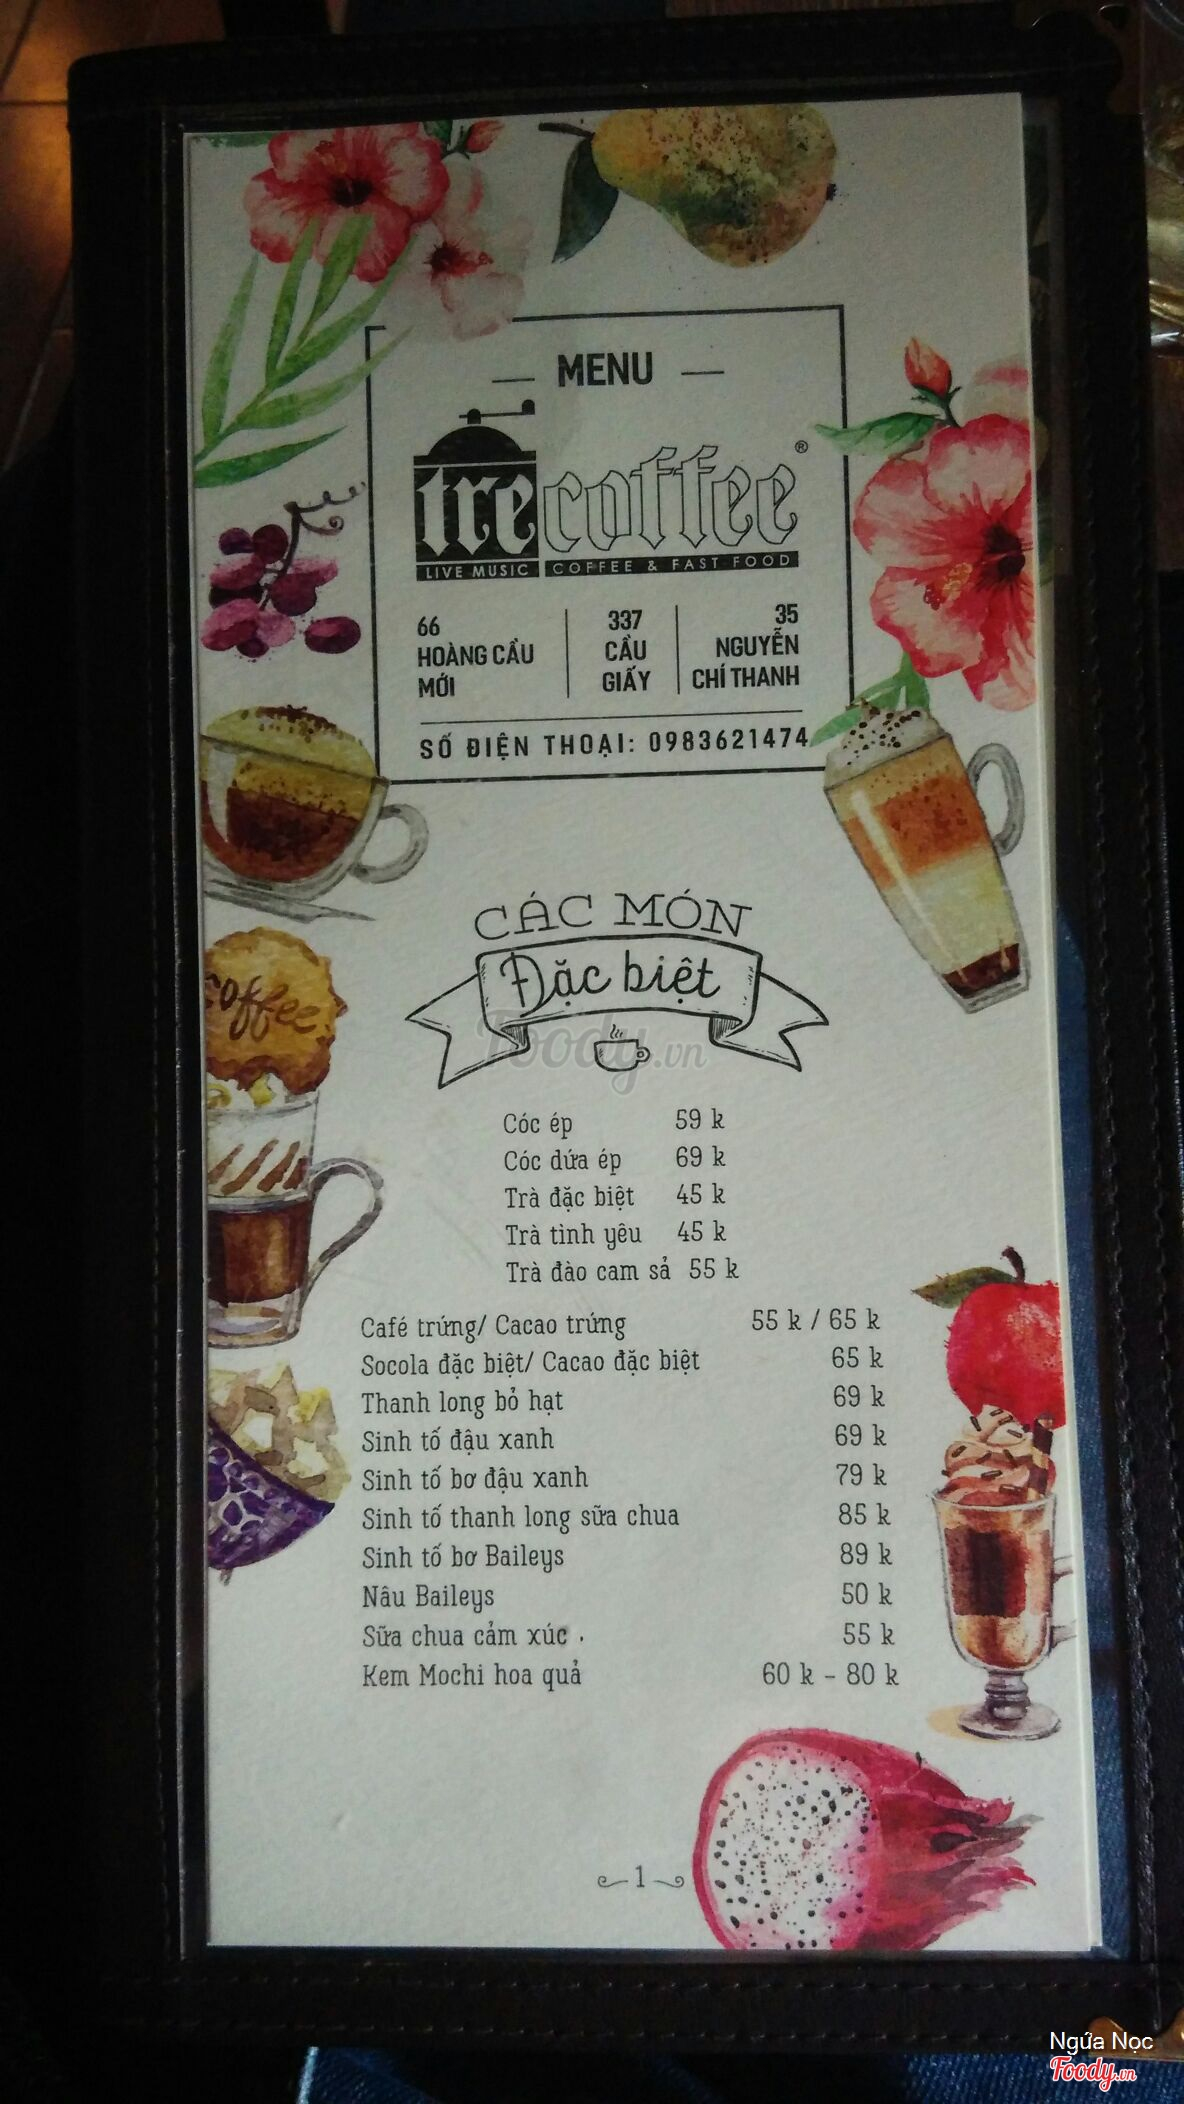 MENU
trecoffee®
LIVE MUSIC COFFEE & FAST FOOD
66 HOÀNG CẦU MỚI
337 CẦU GIẤY
35 NGUYỄN CHÍ THANH
SỐ ĐIỆN THOẠI: 0983621474
CÁC MÓN
Đặc biệt
Foody.vn
coffee
Cóc ép 59 k
Cóc dứa ép 69 k
Trà đặc biệt 45 k
Trà tình yêu 45 k
Trà đào cam sả 55 k
Café trứng/ Cacao trứng 55 k / 65 k
Socola đặc biệt/ Cacao đặc biệt 65 k
Thanh long bỏ hạt 69 k
Sinh tố đậu xanh 69 k
Sinh tố bơ đậu xanh 79 k
Sinh tố thanh long sữa chua 85 k
Sinh tố bơ Baileys 89 k
Nâu Baileys 50 k
Sữa chua cảm xúc . 55 k
Kem Mochi hoa quả 60 k - 80 k
1
Ngứa Nọc
Foody.vn